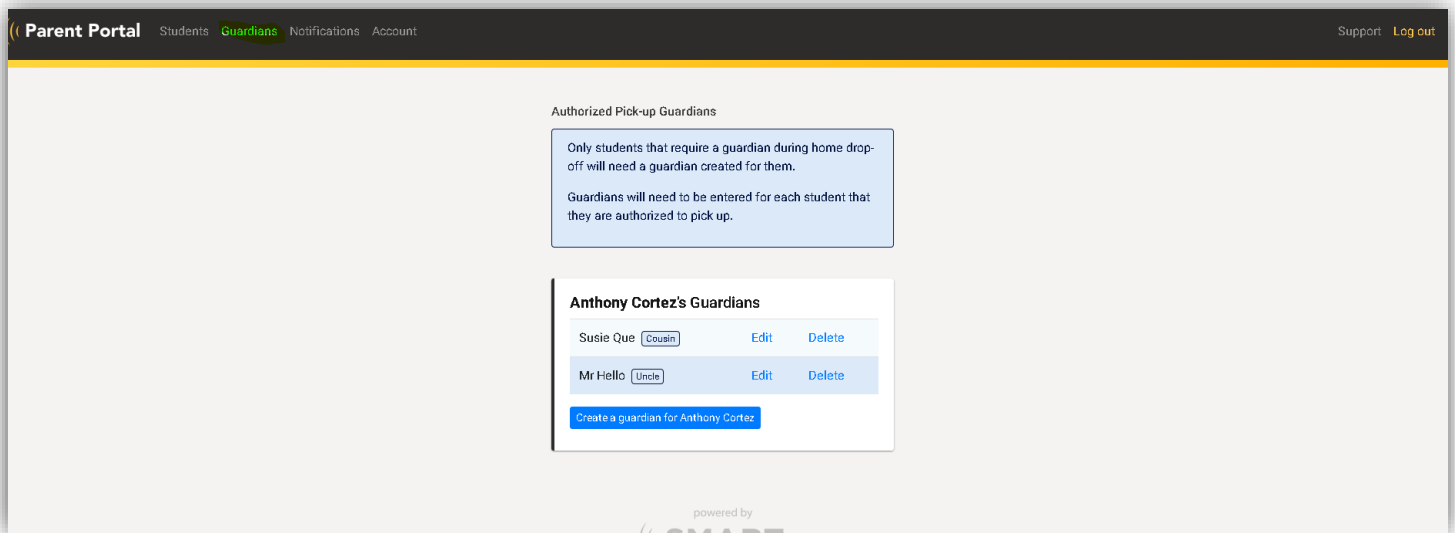 Parent Portal Students Guardians Notifications Account Support Log out
Authorized Pick-up Guardians
Only students that require a guardian during home drop-
off will need a guardian created for them.
Guardians will need to be entered for each student that
they are authorized to pick up.
Anthony Cortez's Guardians
Susie Que Cousin Edit Delete
Mr Hello Uncle Edit Delete
Create a guardian for Anthony Cortez
powered by
SMART